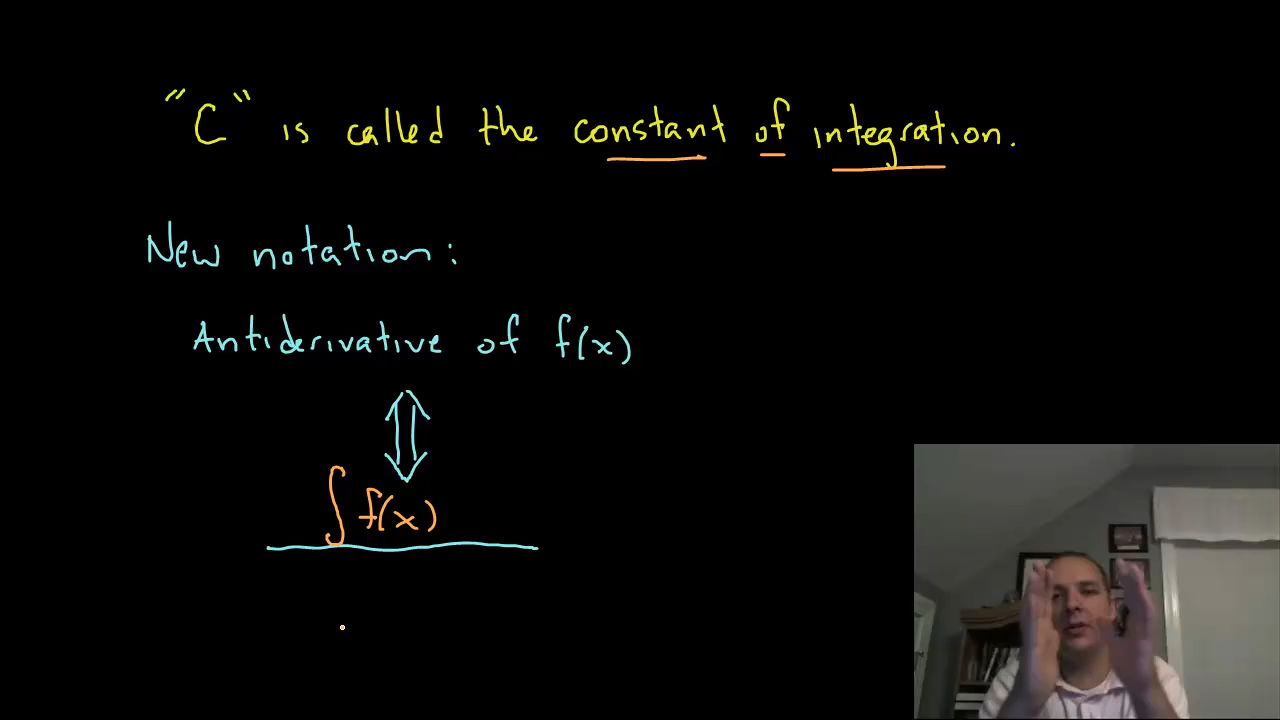 "C" is called the constant of integration.
New notation:
Antiderivative of f(x)
∫ f(x)